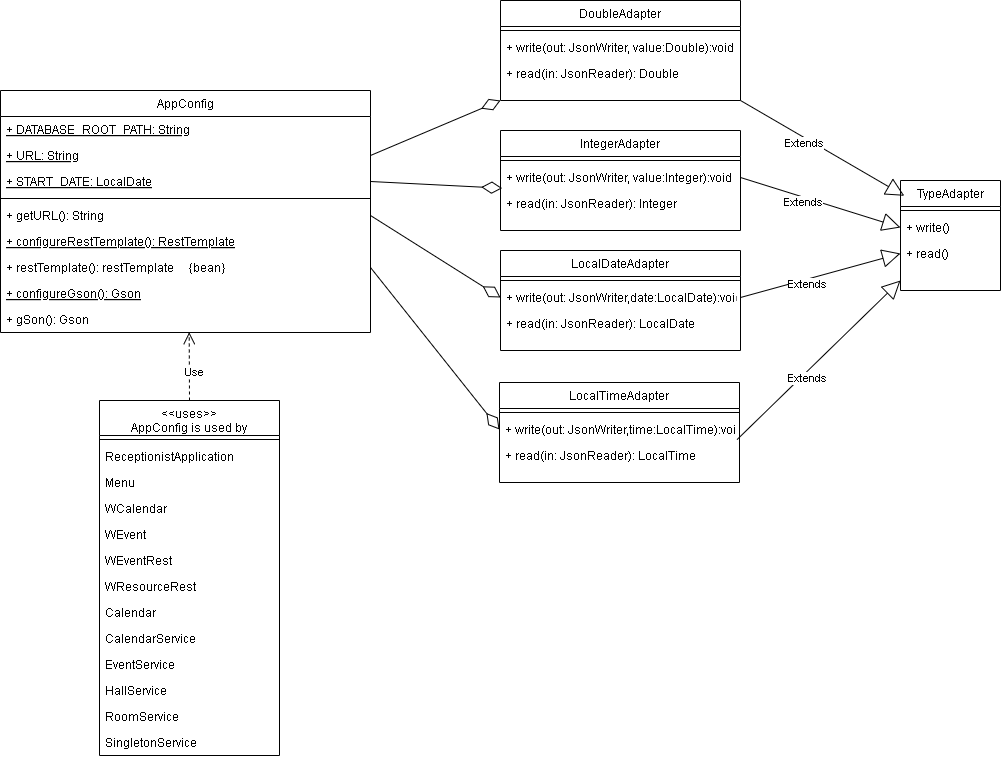 DoubleAdapter
+ write(out: JsonWriter, value:Double):void
+ read(in: JsonReader): Double
AppConfig
+ DATABASE_ROOT_PATH: String
+ URL: String
+ START_DATE: LocalDate
+ getURL(): String
+ configureRestTemplate(): RestTemplate
+ restTemplate(): restTemplate {bean}
+ configureGson(): Gson
+ gSon(): Gson
IntegerAdapter
+ write(out: JsonWriter, value:Integer):void
+ read(in: JsonReader): Integer
LocalDateAdapter
+ write(out: JsonWriter,date:LocalDate):voi
+ read(in: JsonReader): LocalDate
LocalTimeAdapter
+ write(out: JsonWriter,time:LocalTime):voi
+ read(in: JsonReader): LocalTime
Extends
Extends
Extends
Extends
TypeAdapter
+ write()
+ read()
Use
<<uses>>
AppConfig is used by
ReceptionistApplication
Menu
WCalendar
WEvent
WEventRest
WResourceRest
Calendar
CalendarService
EventService
HallService
RoomService
SingletonService